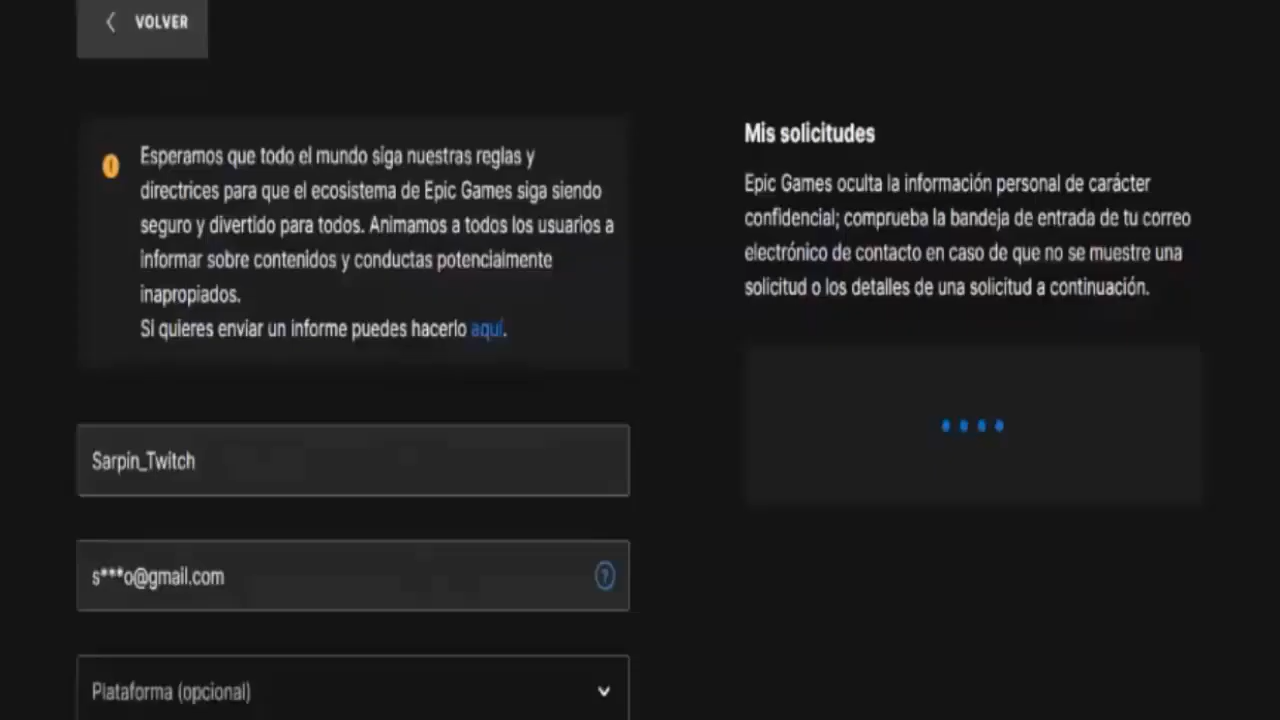 VOLVER
Esperamos que todo el mundo siga nuestras reglas y
directrices para que el ecosistema de Epic Games siga siendo
seguro y divertido para todos. Animamos a todos los usuarios a
informar sobre contenidos y conductas potencialmente
inapropiados.
Si quieres enviar un informe puedes hacerlo aquí.
Sarpin_Twitch
s***o@gmail.com
Plataforma (opcional)
Mis solicitudes
Epic Games oculta la información personal de carácter
confidencial; comprueba la bandeja de entrada de tu correo
electrónico de contacto en caso de que no se muestre una
solicitud o los detalles de una solicitud a continuación.